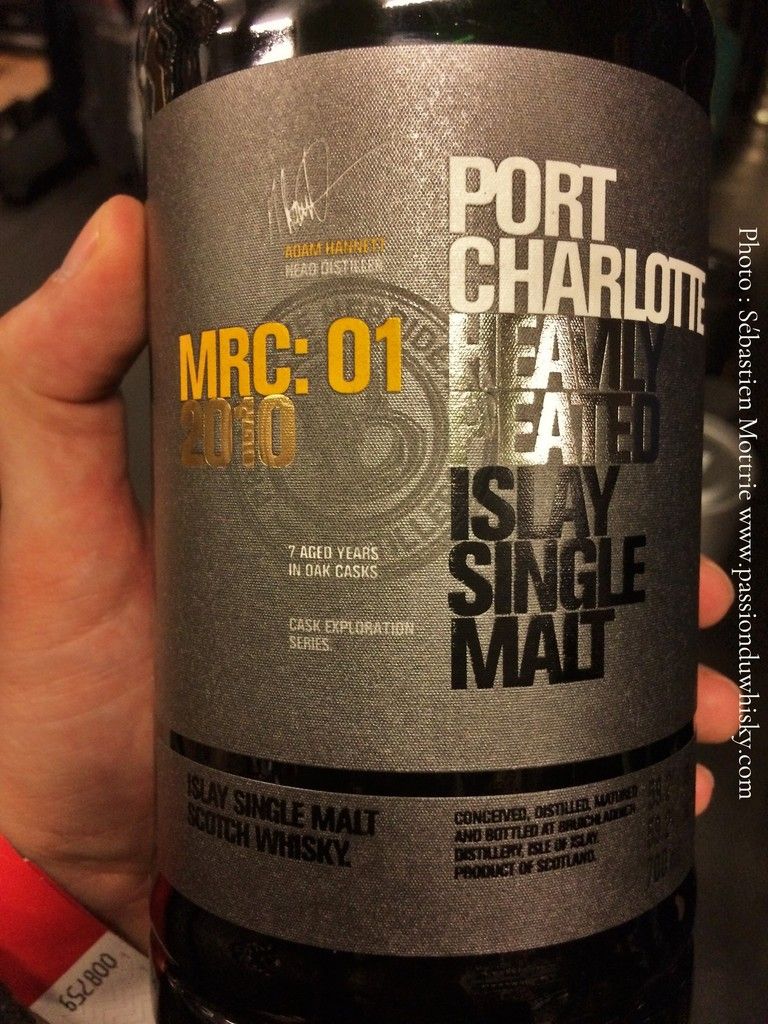 ADAM HANNETT
HEAD DISTILLER
PORT
CHARLOTTE
HEAVILY
PEATED
ISLAY
SINGLE
MALT
MRC: 01
2010
7 AGED YEARS
IN OAK CASKS
CASK EXPLORATION
SERIES.
ISLAY SINGLE MALT
SCOTCH WHISKY.
CONCEIVED, DISTILLED, MATURED
AND BOTTLED AT BRUICHLADDICH
DISTILLERY, ISLE OF ISLAY.
PRODUCT OF SCOTLAND.
700
008759
Photo : Sébastien Mottrie www.passionduwhisky.com